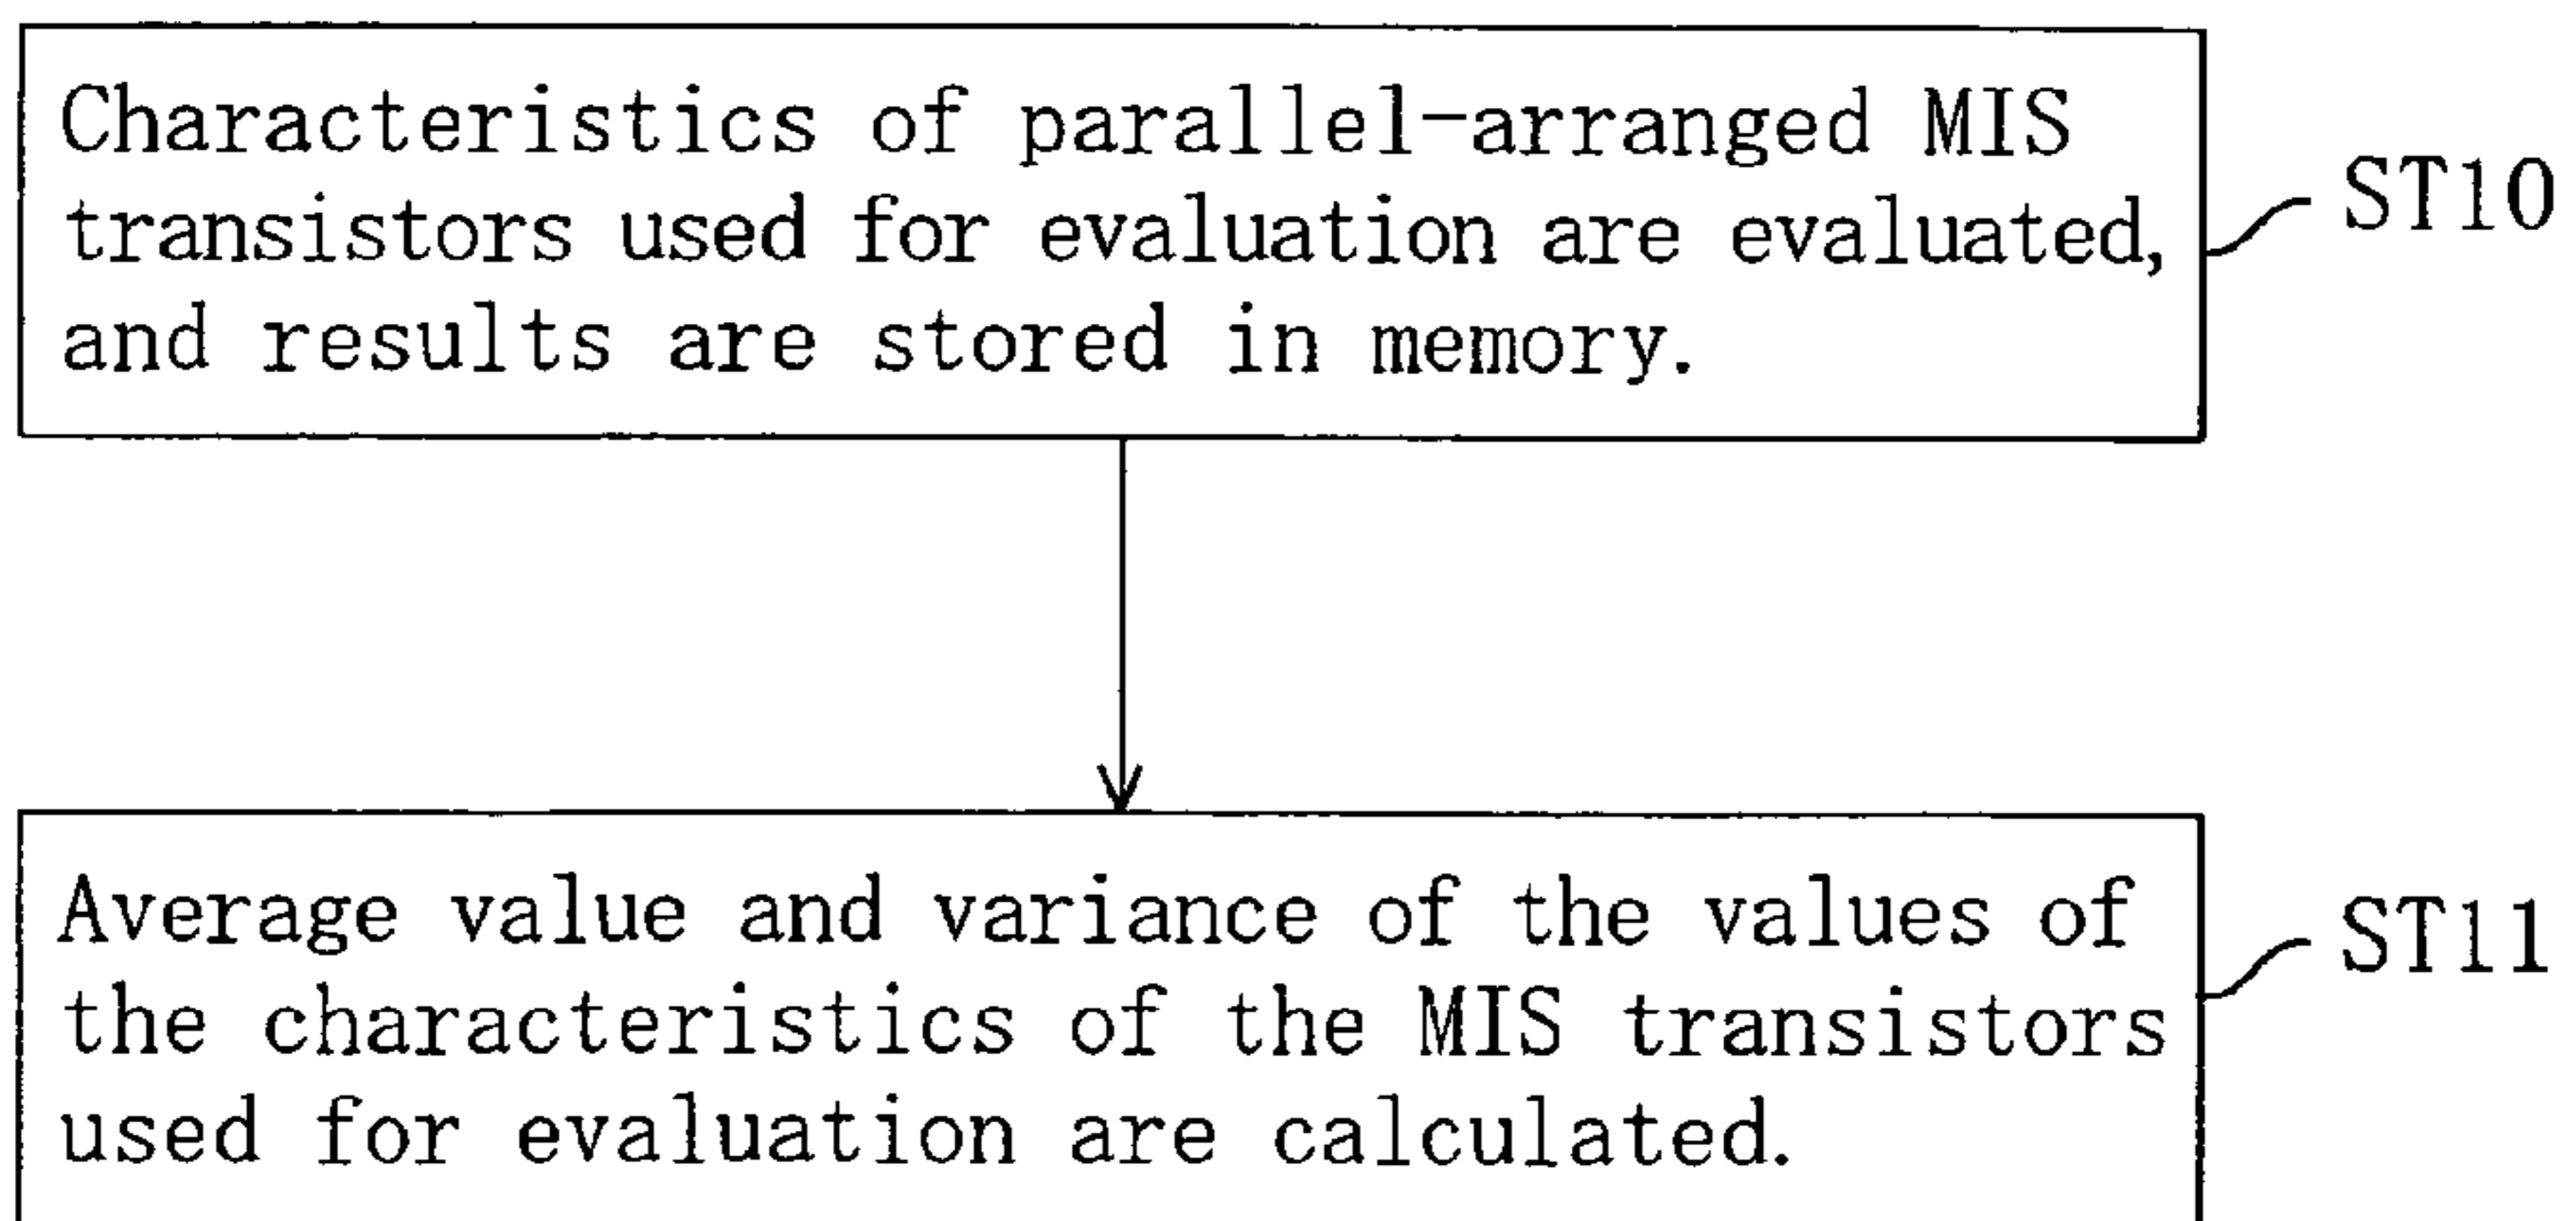 Characteristics of parallel-arranged MIS
transistors used for evaluation are evaluated,
and results are stored in memory.
ST10
Average value and variance of the values of
the characteristics of the MIS transistors
used for evaluation are calculated.
ST11